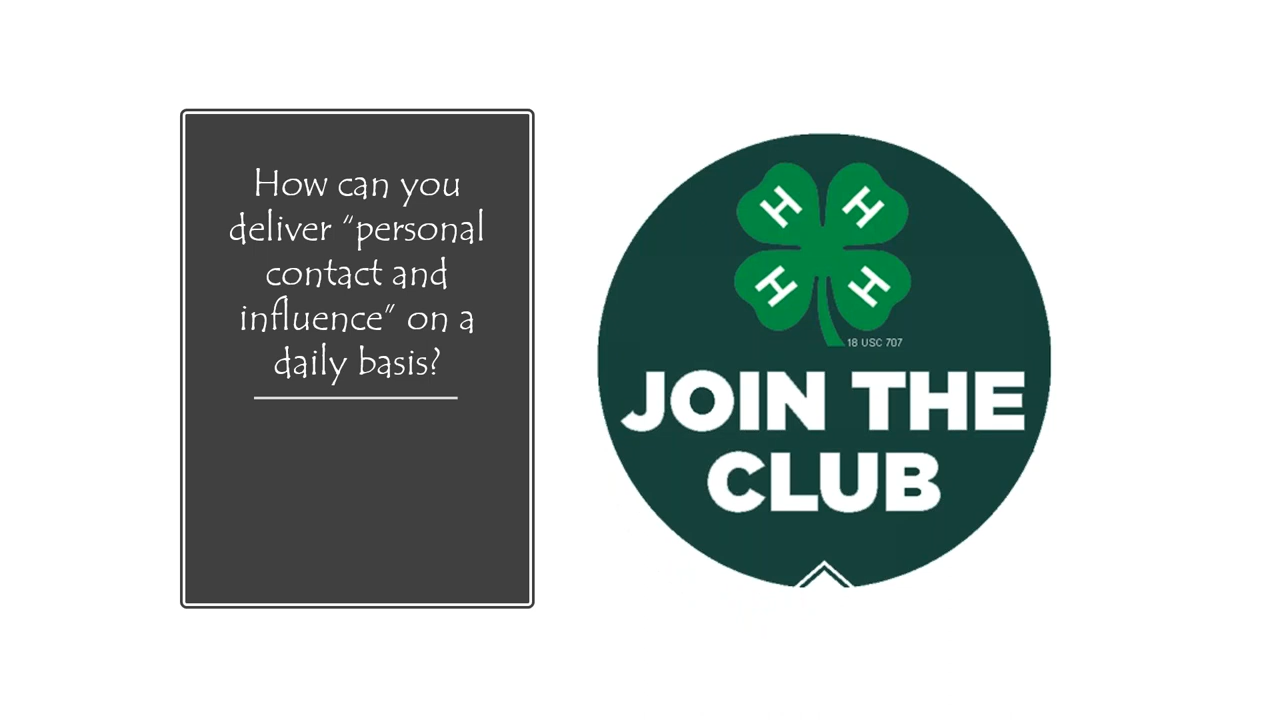 How can you
deliver “personal
contact and
influence” on a
daily basis?
H H
H H
18 USC 707
JOIN THE
CLUB